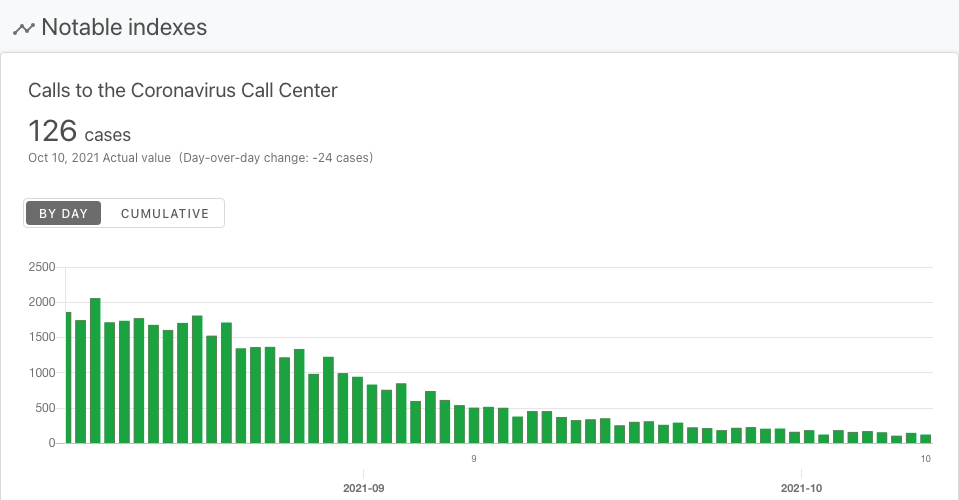 Notable indexes
Calls to the Coronavirus Call Center
126 cases
Oct 10, 2021 Actual value (Day-over-day change: -24 cases)
BY DAY CUMULATIVE
2500
2000
1500
1000
500
0
9 10
2021-09 2021-10